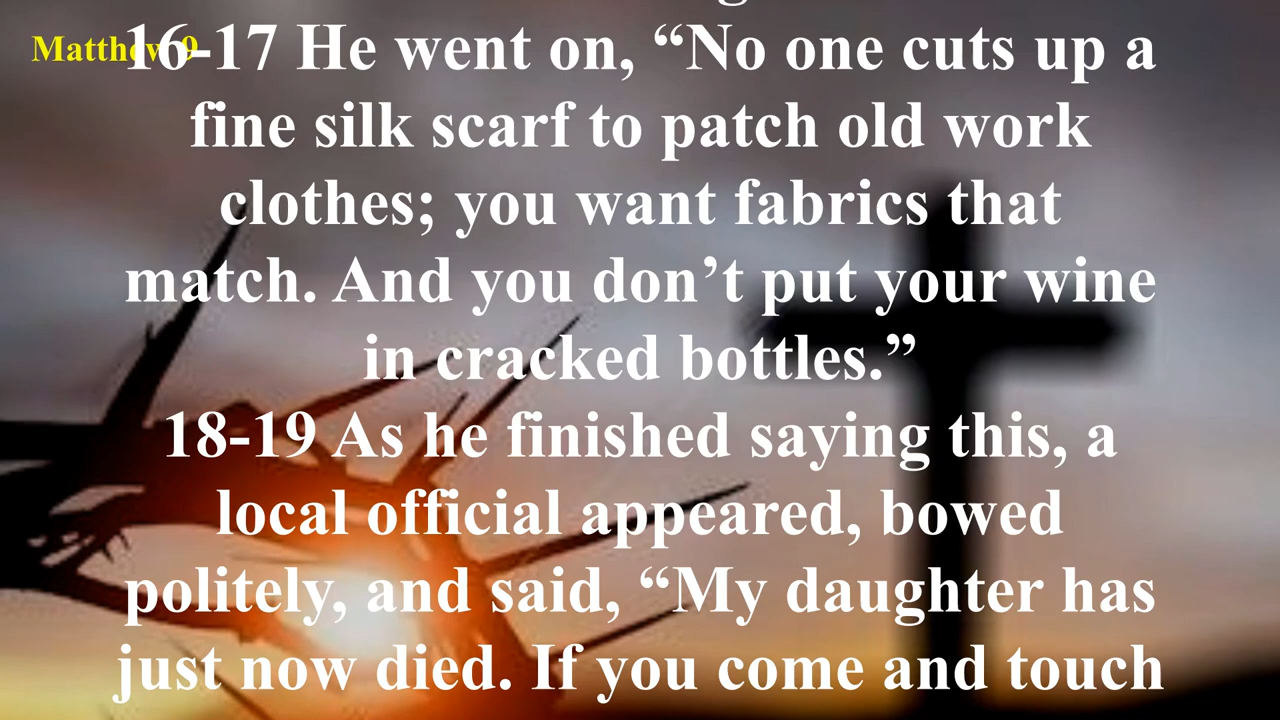 Matthew 9
16-17 He went on, “No one cuts up a
fine silk scarf to patch old work
clothes; you want fabrics that
match. And you don’t put your wine
in cracked bottles.”
18-19 As he finished saying this, a
local official appeared, bowed
politely, and said, “My daughter has
just now died. If you come and touch